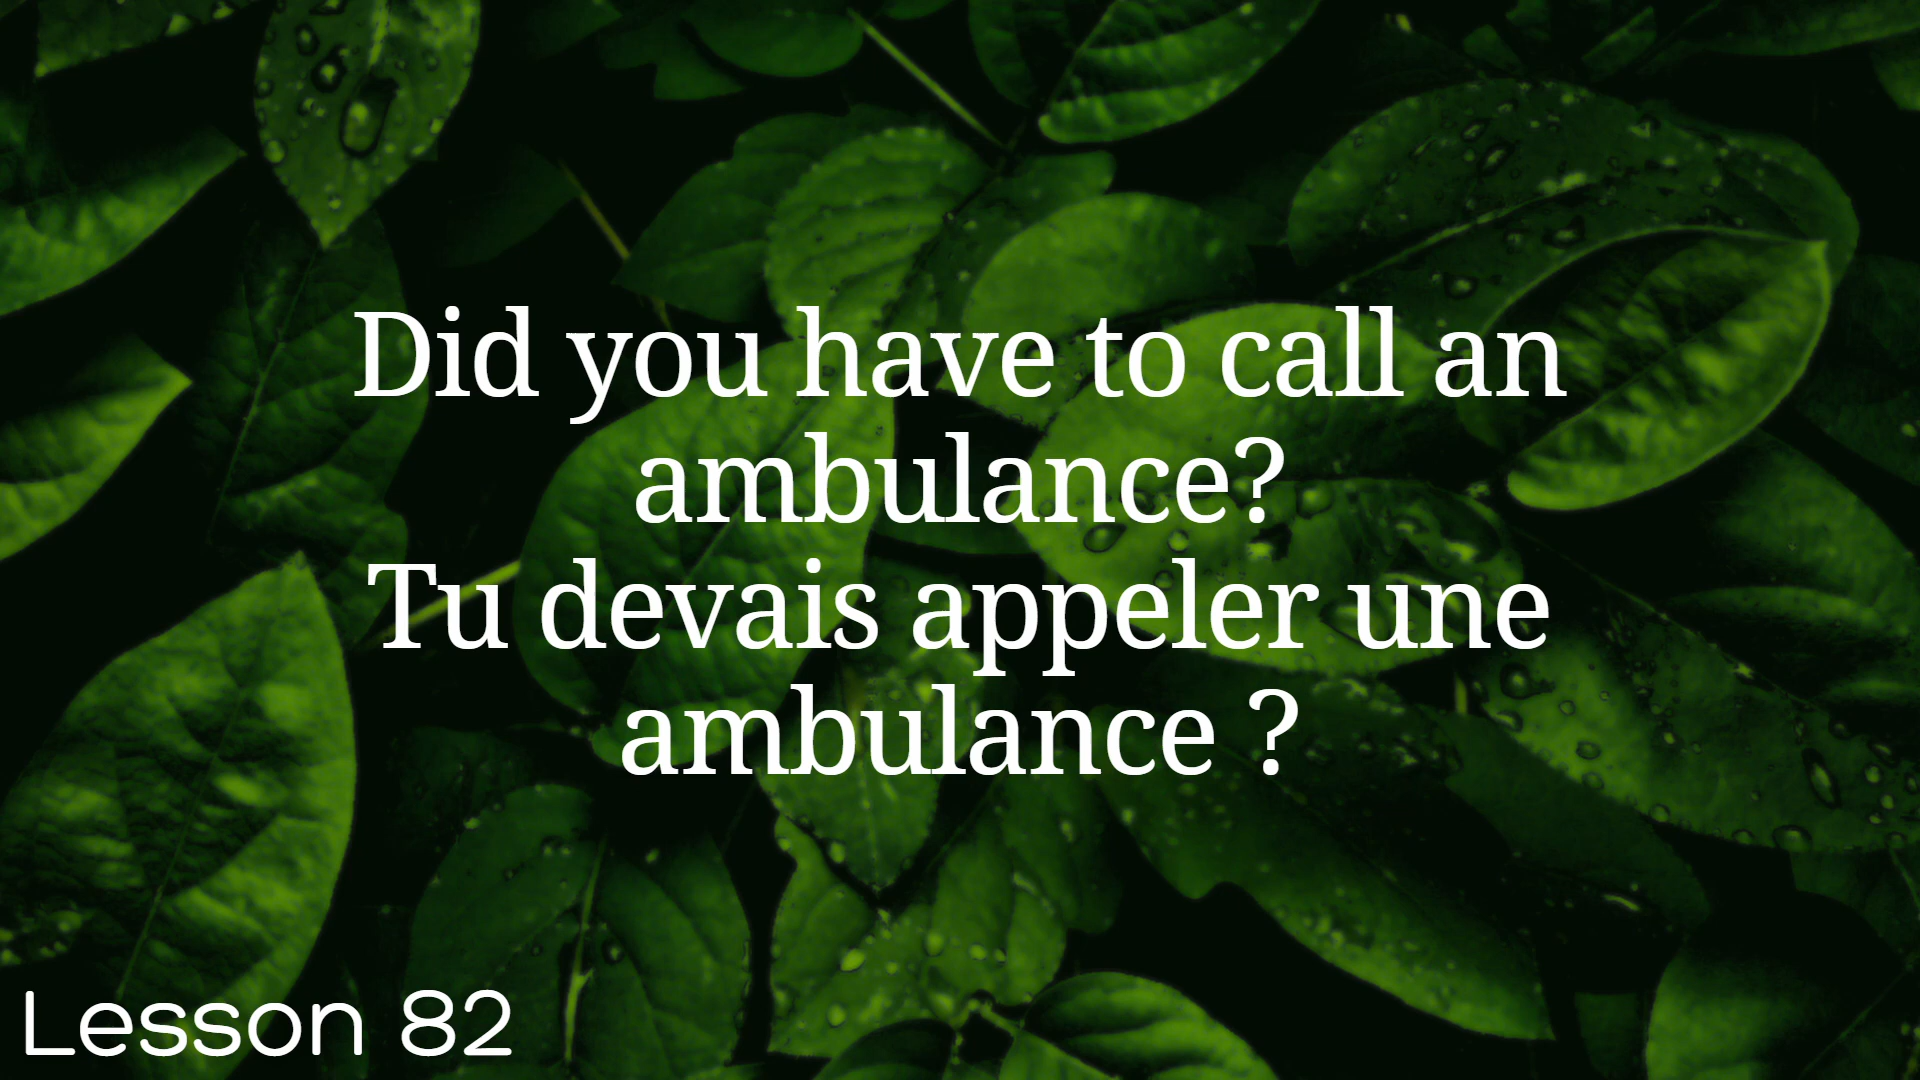 Did you have to call an
ambulance?
Tu devais appeler une
ambulance ?
Lesson 82